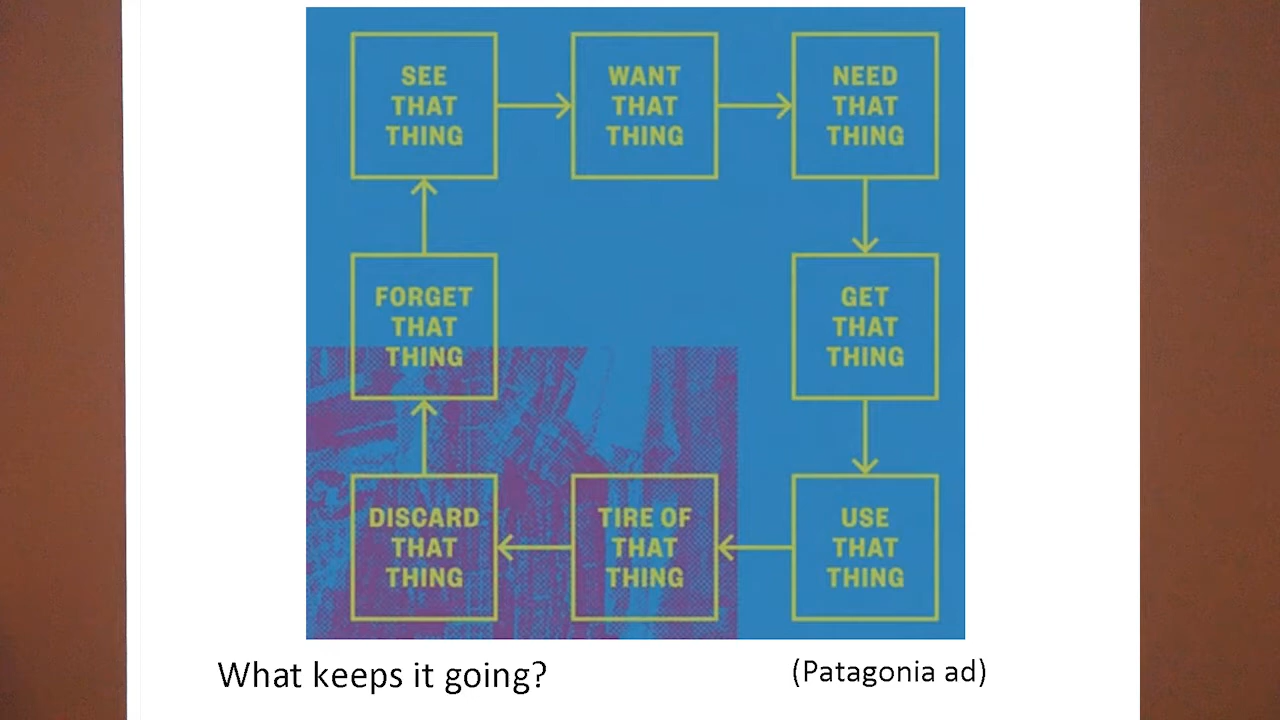 SEE
THAT
THING
WANT
THAT
THING
NEED
THAT
THING
GET
THAT
THING
USE
THAT
THING
TIRE OF
THAT
THING
DISCARD
THAT
THING
FORGET
THAT
THING
What keeps it going?
(Patagonia ad)